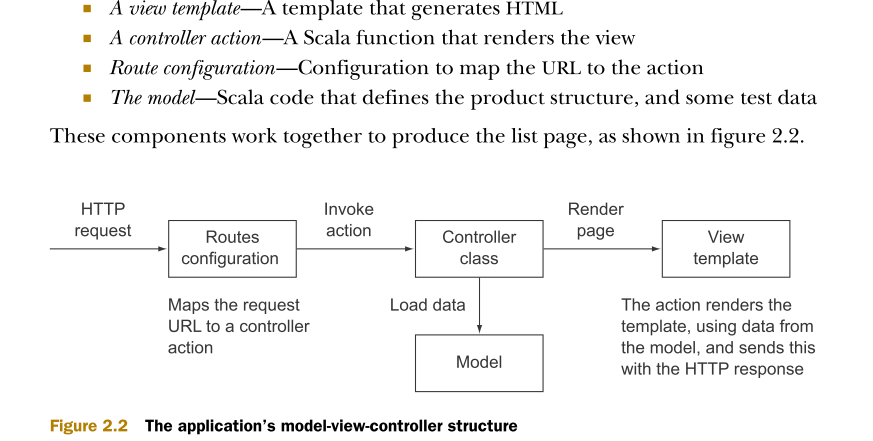 ■ A view template—A template that generates HTML
■ A controller action—A Scala function that renders the view
■ Route configuration—Configuration to map the URL to the action
■ The model—Scala code that defines the product structure, and some test data
These components work together to produce the list page, as shown in figure 2.2.
HTTP
request
Routes
configuration
Invoke
action
Controller
class
Render
page
View
template
Maps the request
URL to a controller
action
Load data
Model
The action renders the
template, using data from
the model, and sends this
with the HTTP response
Figure 2.2 The application's model-view-controller structure